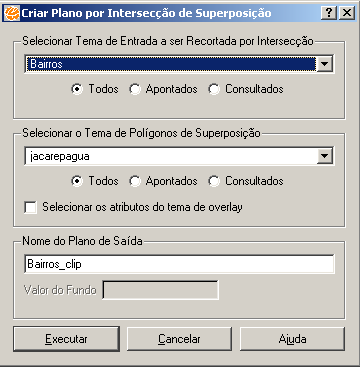 Criar Plano por Intersecção de Superposição
Selecionar Tema de Entrada a ser Recortada por Intersecção
Bairros
Todos Apontados Consultados
Selecionar o Tema de Polígonos de Superposição
jacarepagua
Todos Apontados Consultados
Selecionar os atributos do tema de overlay
Nome do Plano de Saída
Bairros_clip
Valor do Fundo
Executar Cancelar Ajuda